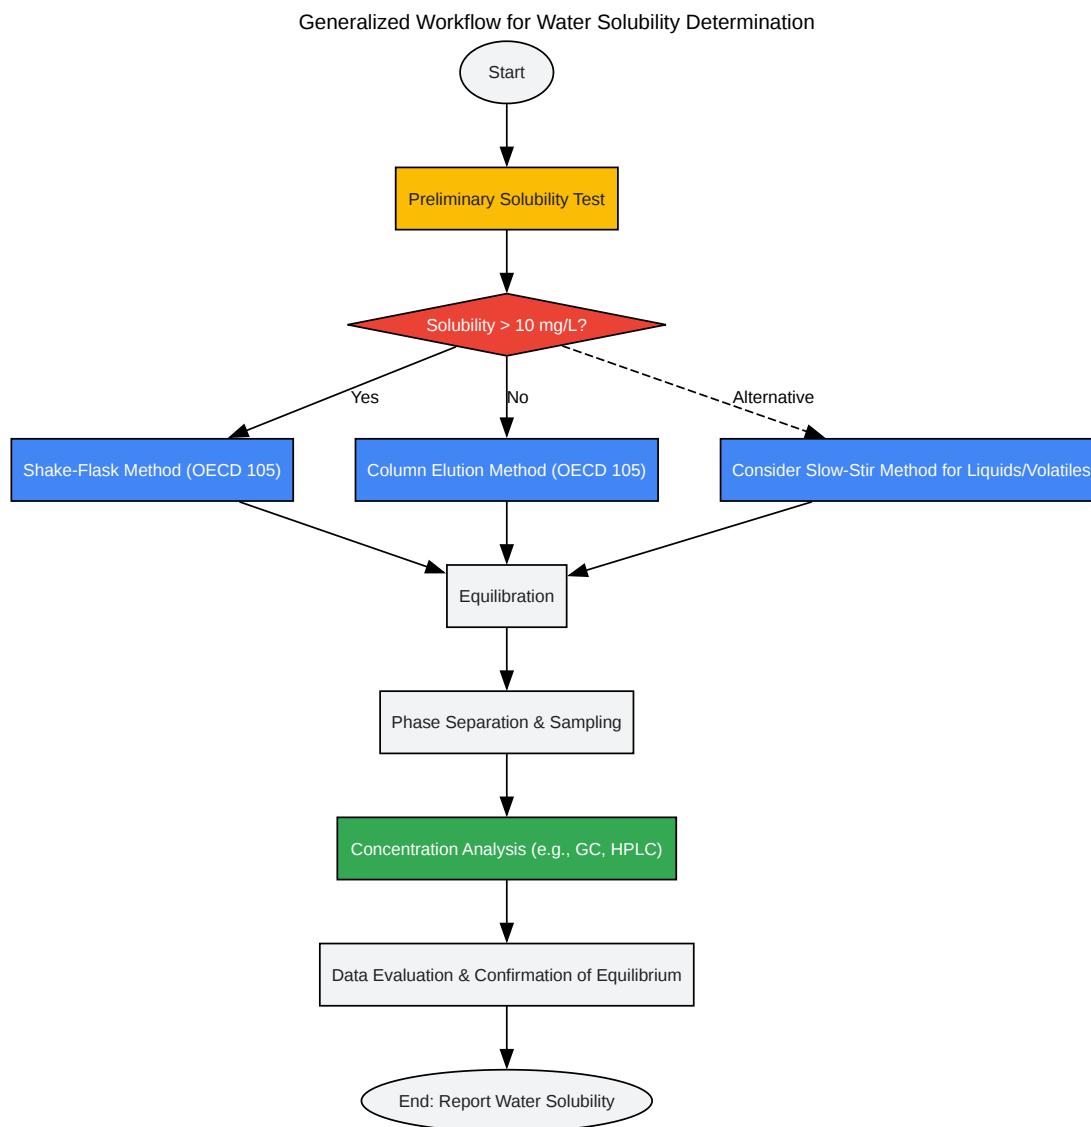 Generalized Workflow for Water Solubility Determination
Start
Preliminary Solubility Test
Solubility > 10 mg/L?
Yes
No
Alternative
Shake-Flask Method (OECD 105)
Column Elution Method (OECD 105)
Consider Slow-Stir Method for Liquids/Volatiles
Equilibration
Phase Separation & Sampling
Concentration Analysis (e.g., GC, HPLC)
Data Evaluation & Confirmation of Equilibrium
End: Report Water Solubility